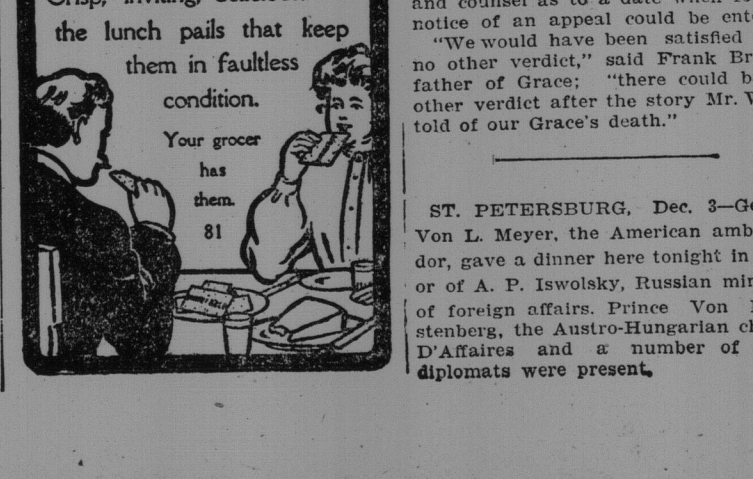 the lunch pails that keep
them in faultless
condition.
Your grocer
has
them.
81
and counsel as to a date when
notice of an appeal could be
"We would have been satisfied
no other verdict," said Frank
father of Grace; "there could
other verdict after the story Mr.
told of our Grace's death."
ST. PETERSBURG, Dec. 3—
Von L. Meyer, the American
dor, gave a dinner here tonight in
or of A. P. Iswolsky, Russian
of foreign affairs. Prince Von
stenberg, the Austro-Hungarian
D'Affaires and a number of
diplomats were present.